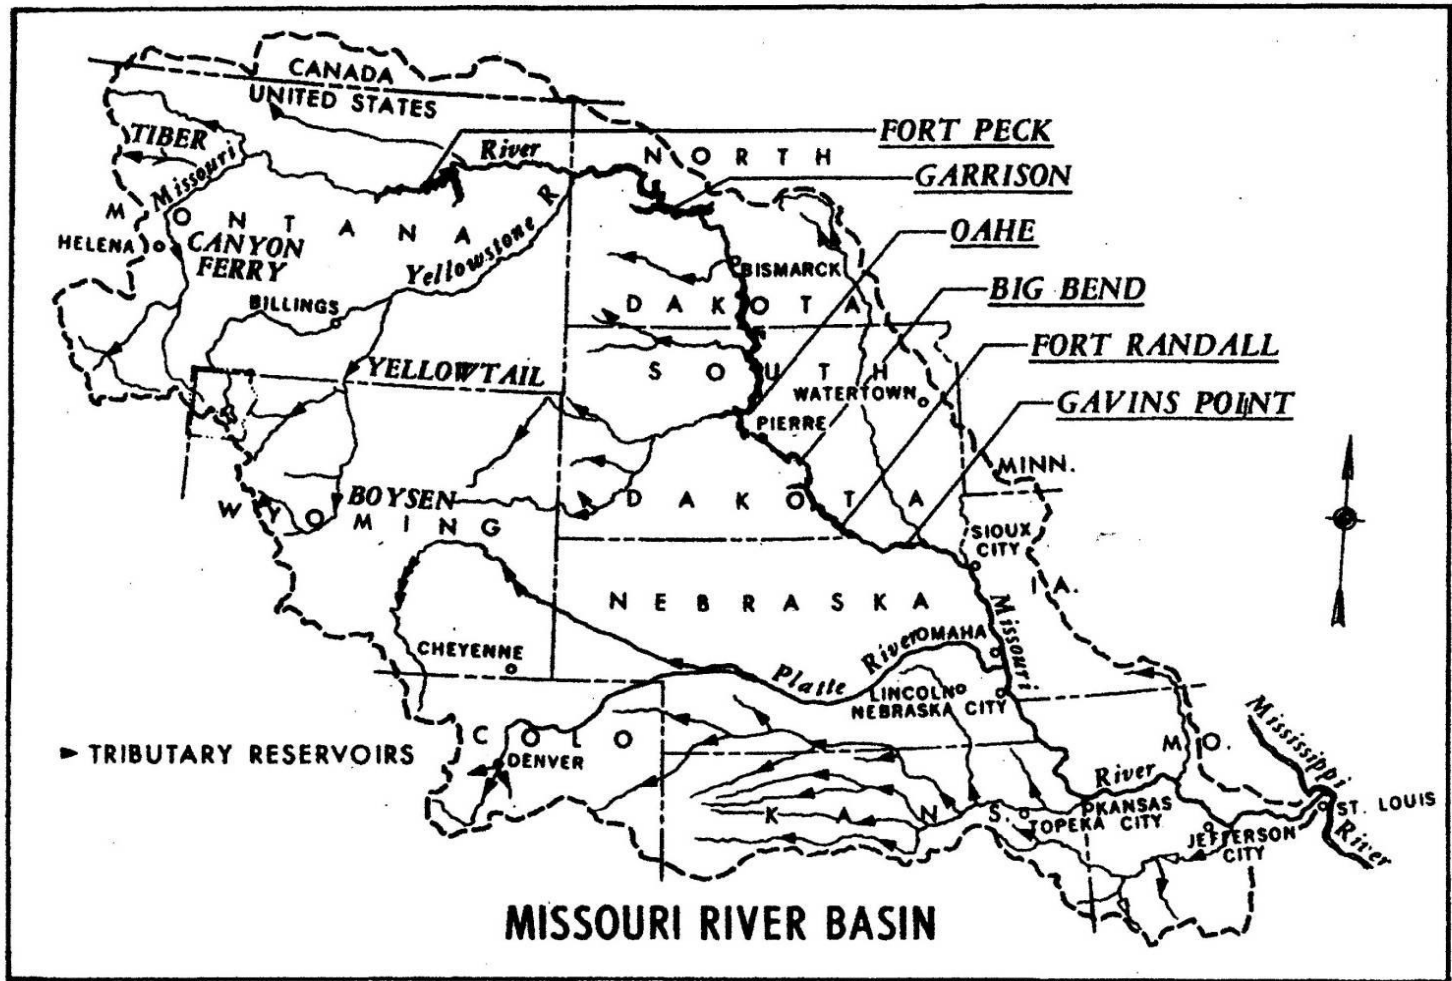 CANADA
UNITED STATES
TIBER
Missouri
River
FORT PECK
NORTH
GARRISON
MONTANA
HELENA
CANYON
FERRY
Yellowstone R
OAHE
BISMARCK
BILLINGS
DAKOTA
BIG BEND
YELLOWTAIL
SOUTH
FORT RANDALL
WATERTOWN
GAVINS POINT
PIERRE
MINN.
WYOMING
BOYSEN
DAKOTA
SIOUX
CITY
NEBRASKA
IA.
Missouri
CHEYENNE
Platte River
OMAHA
LINCOLN
NEBRASKA CITY
Mississippi
River
COLO
DENVER
► TRIBUTARY RESERVOIRS
MO.
River
KANS.
TOPEKA
KANSAS
CITY
JEFFERSON
CITY
ST. LOUIS
MISSOURI RIVER BASIN